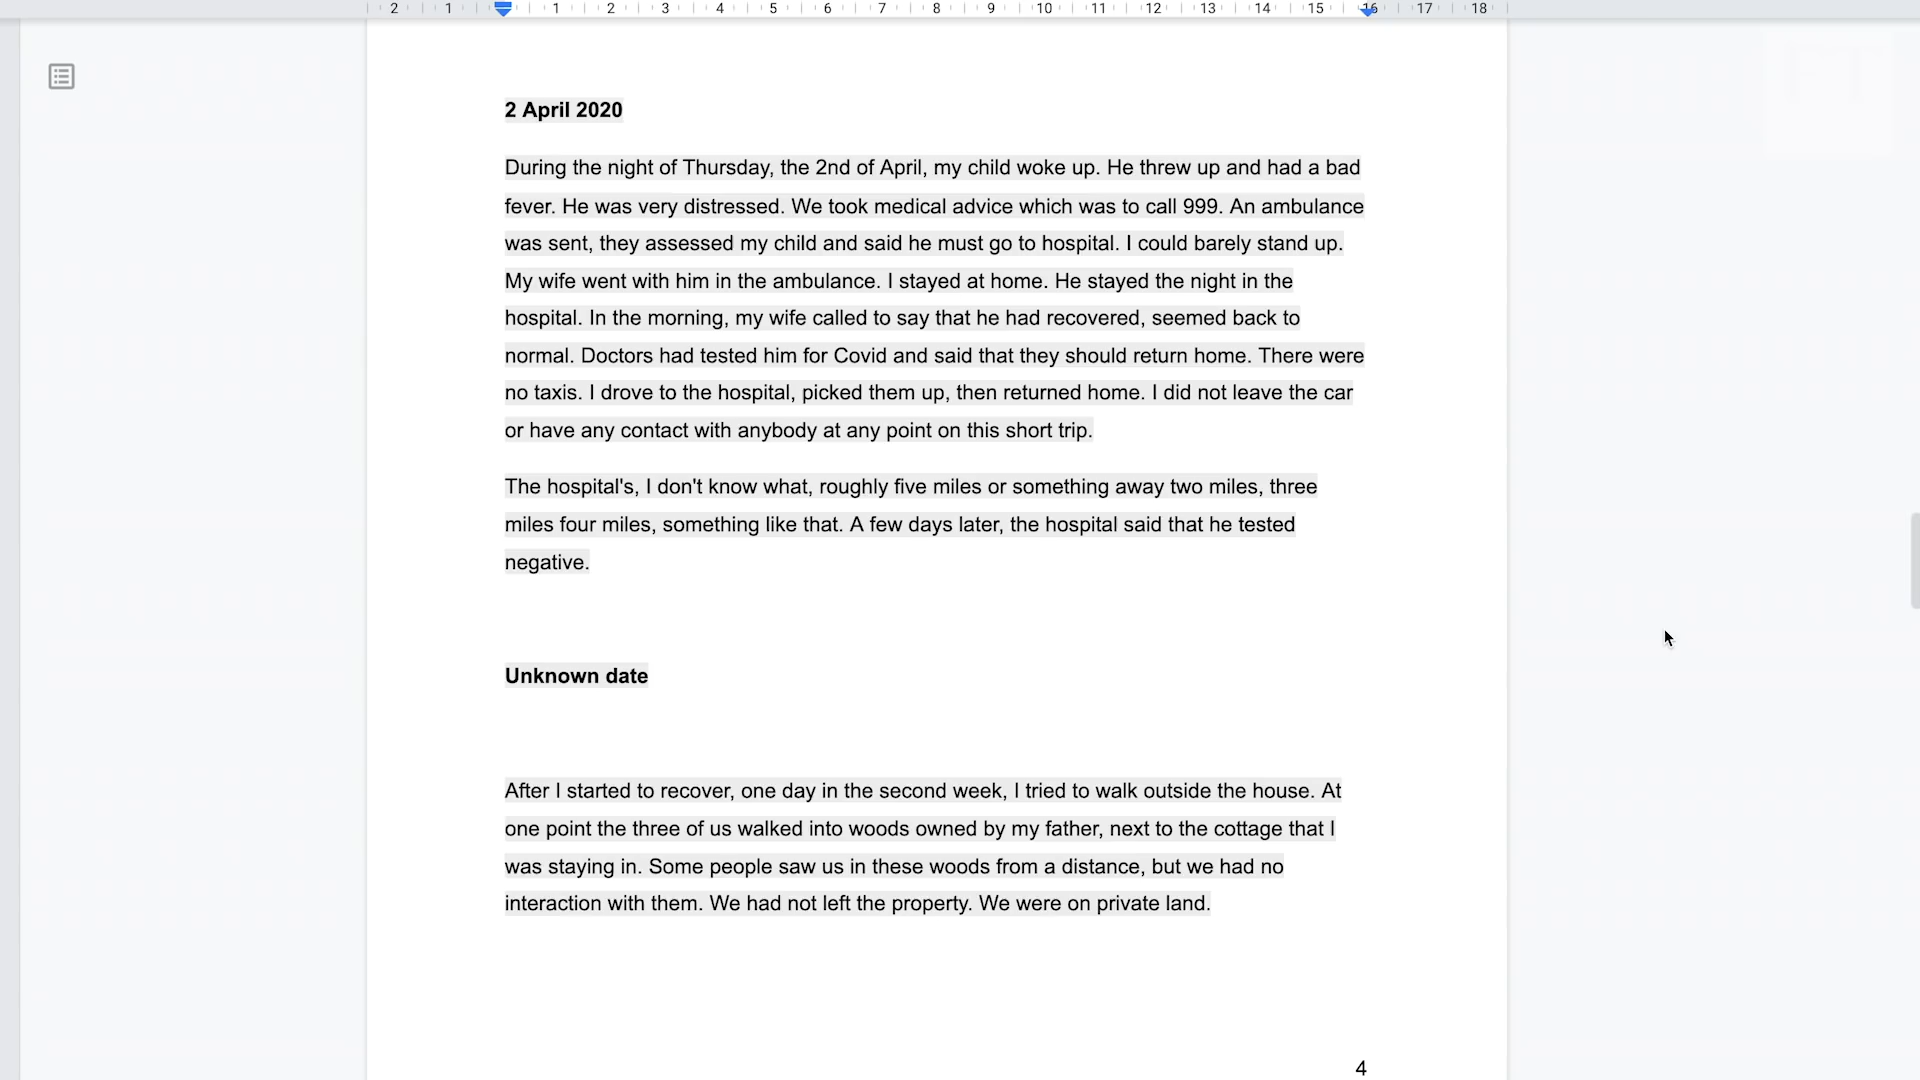 2 1 1 2 3 4 5 6 7 8 9 10 11 12 13 14 15 16 17 18
2 April 2020
During the night of Thursday, the 2nd of April, my child woke up. He threw up and had a bad
fever. He was very distressed. We took medical advice which was to call 999. An ambulance
was sent, they assessed my child and said he must go to hospital. I could barely stand up.
My wife went with him in the ambulance. I stayed at home. He stayed the night in the
hospital. In the morning, my wife called to say that he had recovered, seemed back to
normal. Doctors had tested him for Covid and said that they should return home. There were
no taxis. I drove to the hospital, picked them up, then returned home. I did not leave the car
or have any contact with anybody at any point on this short trip.
The hospital's, I don't know what, roughly five miles or something away two miles, three
miles four miles, something like that. A few days later, the hospital said that he tested
negative.
Unknown date
After I started to recover, one day in the second week, I tried to walk outside the house. At
one point the three of us walked into woods owned by my father, next to the cottage that I
was staying in. Some people saw us in these woods from a distance, but we had no
interaction with them. We had not left the property. We were on private land.
4